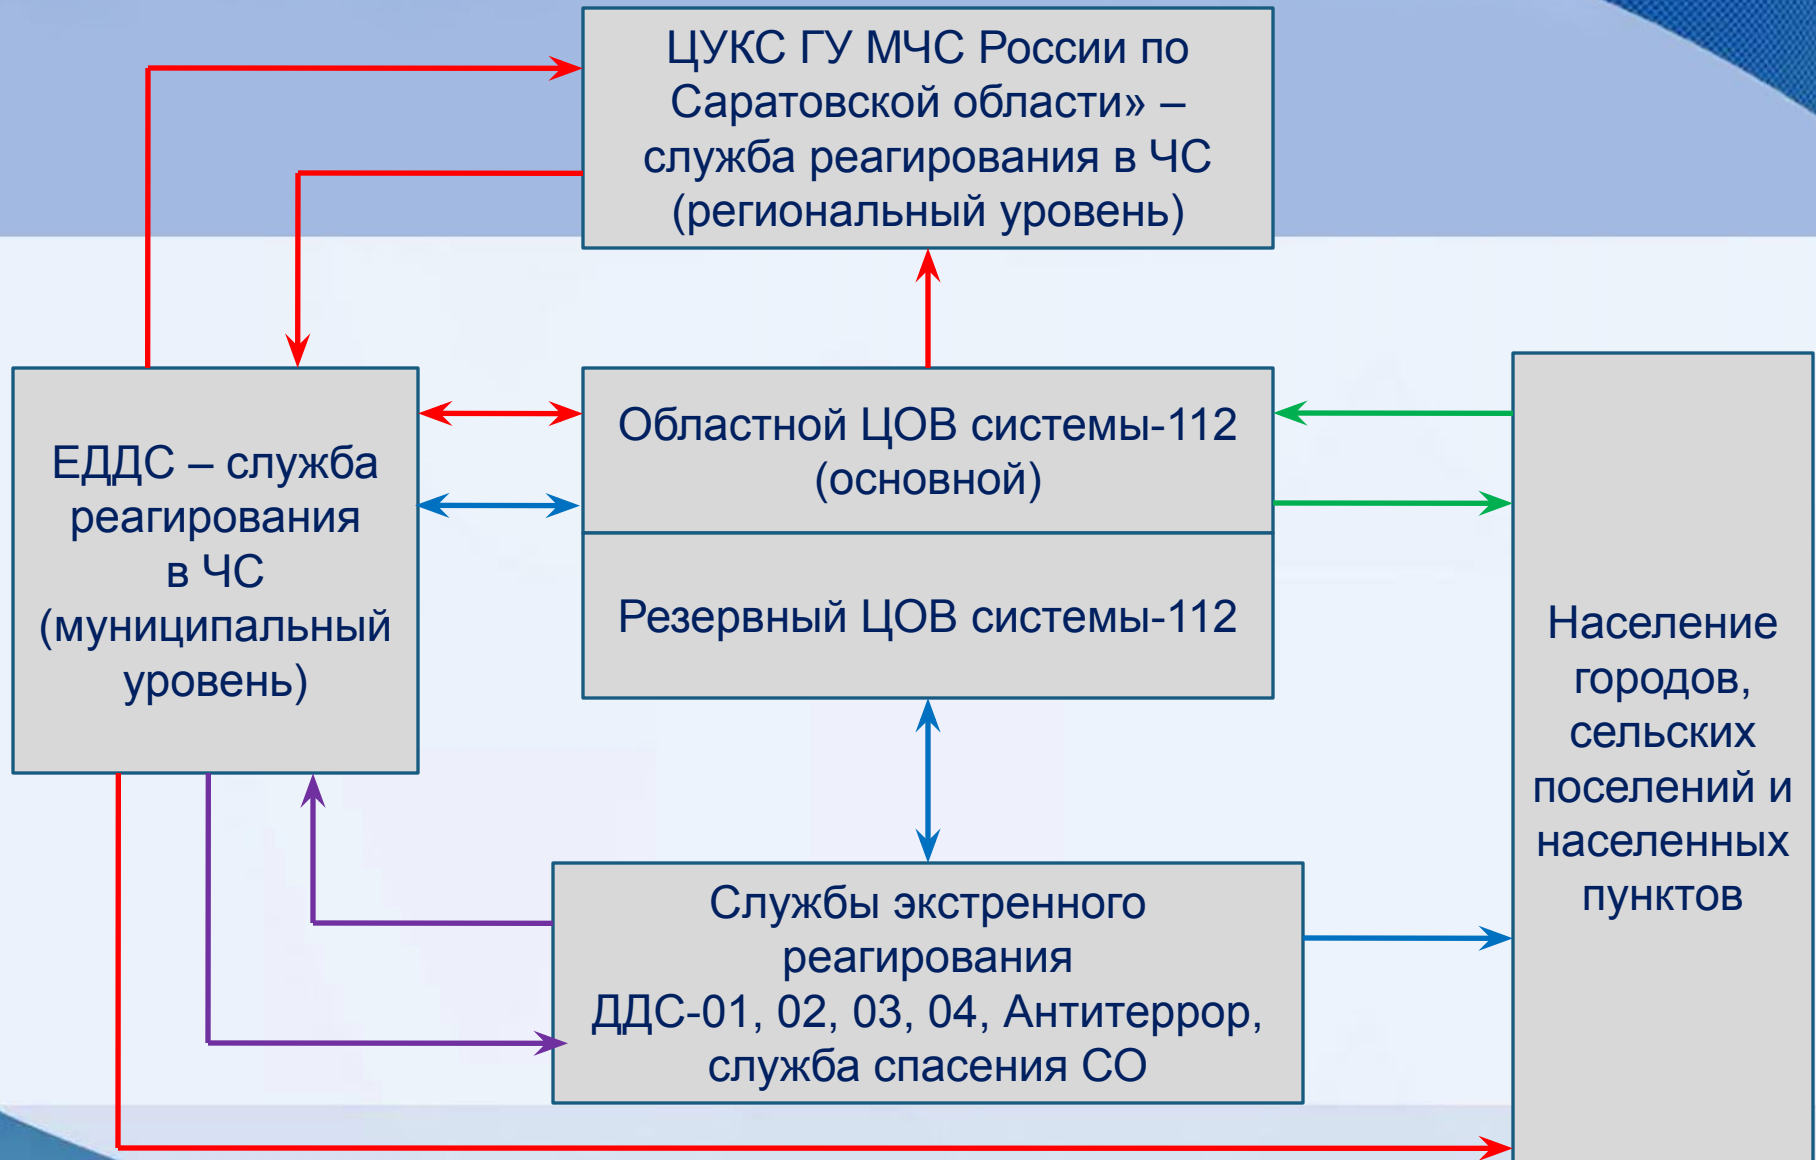 ЦУКС ГУ МЧС России по
Саратовской области» –
служба реагирования в ЧС
(региональный уровень)
ЕДДС – служба
реагирования
в ЧС
(муниципальный
уровень)
Областной ЦОВ системы-112
(основной)
Резервный ЦОВ системы-112
Население
городов,
сельских
поселений и
населенных
пунктов
Службы экстренного
реагирования
ДДС-01, 02, 03, 04, Антитеррор,
служба спасения СО